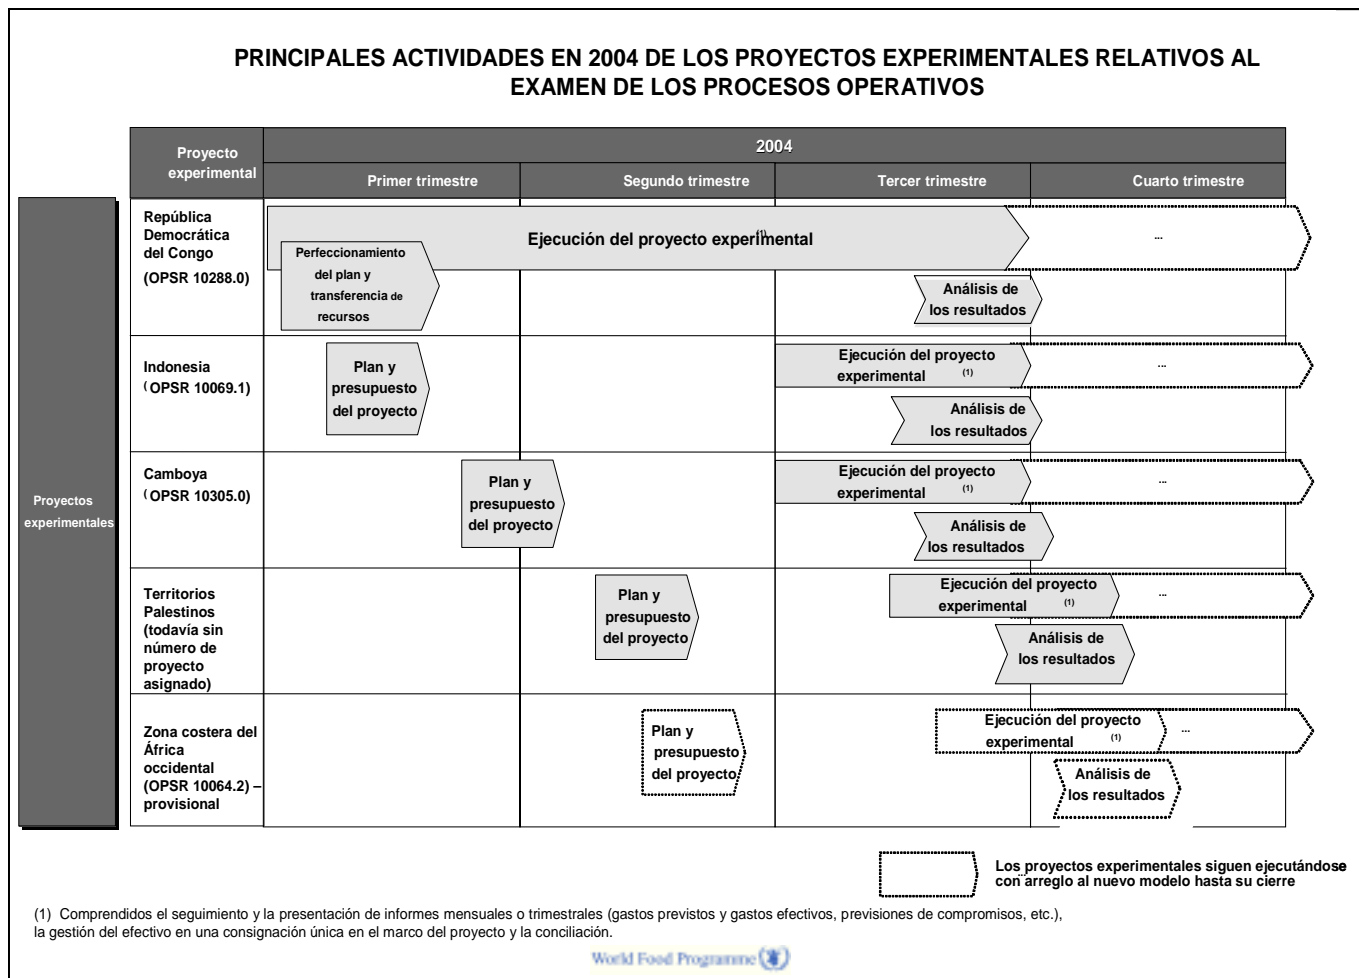 PRINCIPALES ACTIVIDADES EN 2004 DE LOS PROYECTOS EXPERIMENTALES RELATIVOS AL
EXAMEN DE LOS PROCESOS OPERATIVOS
Proyecto
experimental
2004
Primer trimestre
Segundo trimestre
Tercer trimestre
Cuarto trimestre
Proyectos
experimentales
República
Democrática
del Congo
(OPSR 10288.0)
Ejecución del proyecto experimental (1)
...
Perfeccionamiento
del plan y
transferencia de
recursos
Análisis de
los resultados
Indonesia
(OPSR 10069.1)
Plan y
presupuesto
del proyecto
Ejecución del proyecto
experimental (1)
...
Análisis de
los resultados
Camboya
(OPSR 10305.0)
Plan y
presupuesto
del proyecto
Ejecución del proyecto
experimental (1)
...
Análisis de
los resultados
Territorios
Palestinos
(todavía sin
número de
proyecto
asignado)
Plan y
presupuesto
del proyecto
Ejecución del proyecto
experimental (1)
...
Análisis de
los resultados
Zona costera del
África
occidental
(OPSR 10064.2) –
provisional
Plan y
presupuesto
del proyecto
Ejecución del proyecto
experimental (1)
...
Análisis de
los resultados
...
Los proyectos experimentales siguen ejecutándose
con arreglo al nuevo modelo hasta su cierre
(1) Comprendidos el seguimiento y la presentación de informes mensuales o trimestrales (gastos previstos y gastos efectivos, previsiones de compromisos, etc.),
la gestión del efectivo en una consignación única en el marco del proyecto y la conciliación.
World Food Programme